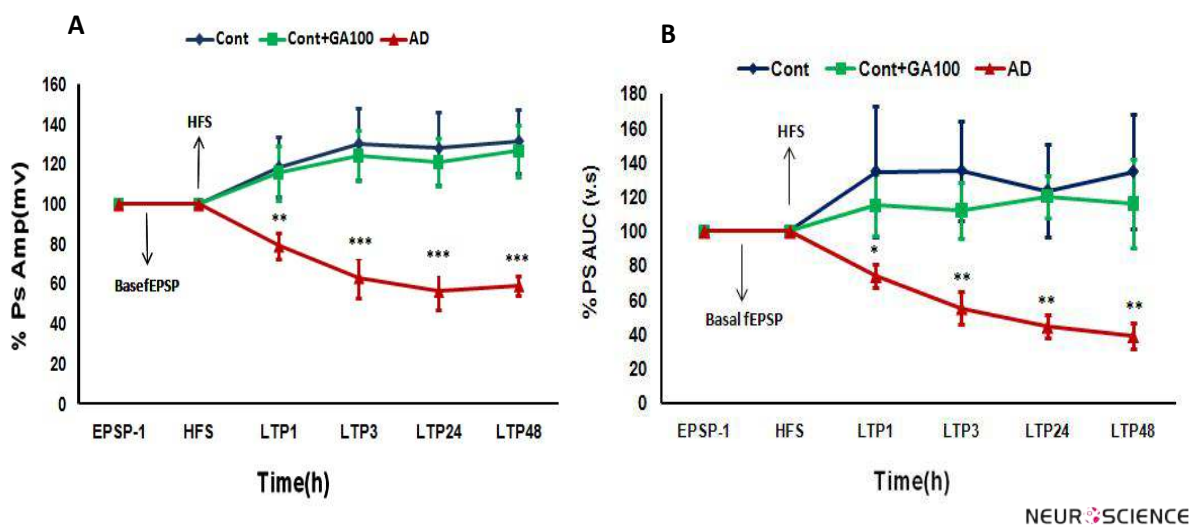 A
Cont Cont+GA100 AD
% Ps Amp(mv)
160
140
120
100
80
60
40
20
0
HFS
BasefEPSP
**
***
***
***
EPSP-1 HFS LTP1 LTP3 LTP24 LTP48
Time(h)
B
Cont Cont+GA100 AD
%PS AUC (v.s)
180
160
140
120
100
80
60
40
20
0
HFS
Basal fEPSP
*
**
**
**
EPSP-1 HFS LTP1 LTP3 LTP24 LTP48
Time(h)
NEUROSCIENCE